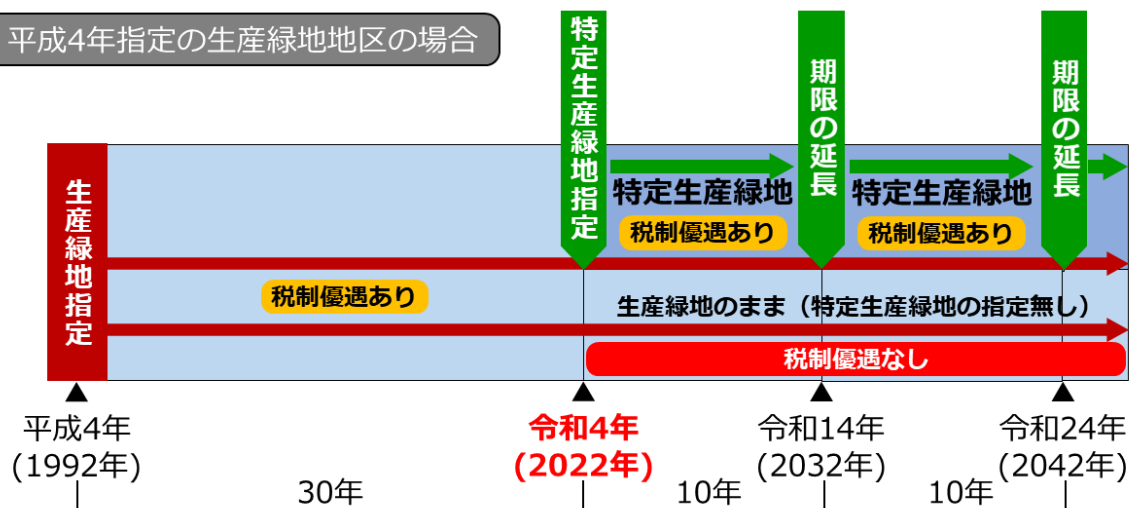 平成4年指定の生産緑地地区の場合
生産緑地指定
特定生産緑地指定
期限の延長
期限の延長
特定生産緑地
税制優遇あり
特定生産緑地
税制優遇あり
税制優遇あり
生産緑地のまま（特定生産緑地の指定無し）
税制優遇なし
平成4年
(1992年)
令和4年
(2022年)
令和14年
(2032年)
令和24年
(2042年)
30年
10年
10年